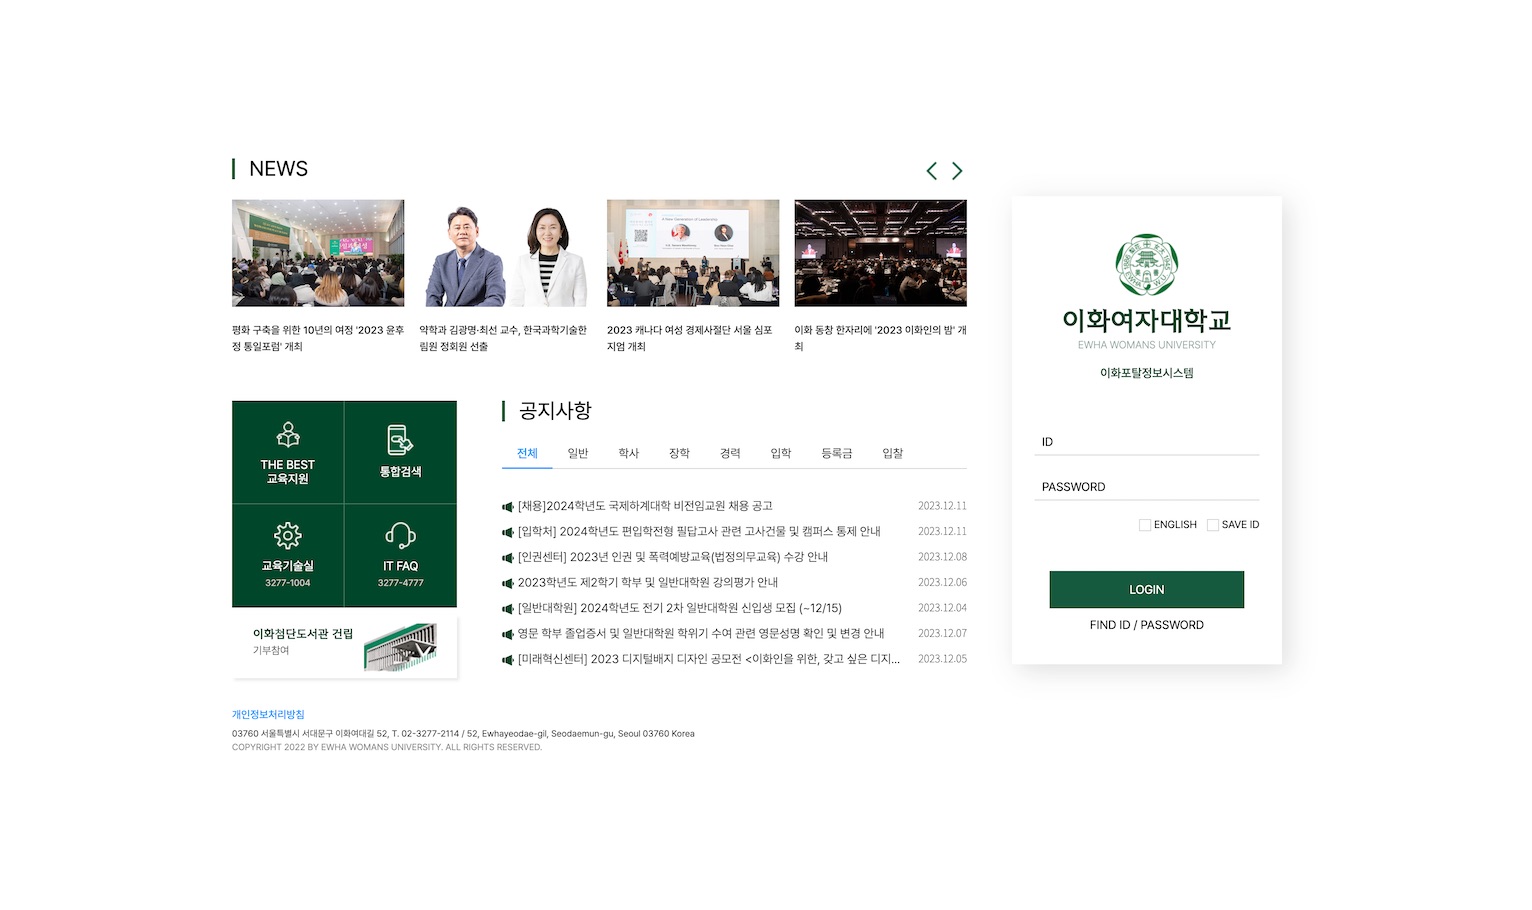 NEWS
평화 구축을 위한 10년의 여정 '2023 윤후
정 통일포럼' 개최
약학과 김광명·최선 교수, 한국과학기술한
림원 정회원 선출
2023 캐나다 여성 경제사절단 서울 심포
지엄 개최
이화 동창 한자리에 '2023 이화인의 밤' 개
최
THE BEST
교육지원
통합검색
교육기술실
3277-1004
IT FAQ
3277-4777
이화첨단도서관 건립
기부참여
공지사항
전체 일반 학사 장학 경력 입학 등록금 입찰
[채용]2024학년도 국제하계대학 비전임교원 채용 공고 2023.12.11
[입학처] 2024학년도 편입학전형 필답고사 관련 고사건물 및 캠퍼스 통제 안내 2023.12.11
[인권센터] 2023년 인권 및 폭력예방교육(법정의무교육) 수강 안내 2023.12.08
2023학년도 제2학기 학부 및 일반대학원 강의평가 안내 2023.12.06
[일반대학원] 2024학년도 전기 2차 일반대학원 신입생 모집 (~12/15) 2023.12.04
영문 학부 졸업증서 및 일반대학원 학위기 수여 관련 영문성명 확인 및 변경 안내 2023.12.07
[미래혁신센터] 2023 디지털배지 디자인 공모전 <이화인을 위한, 갖고 싶은 디지... 2023.12.05
이화여자대학교
EWHA WOMANS UNIVERSITY
이화포탈정보시스템
ID
PASSWORD
ENGLISH SAVE ID
LOGIN
FIND ID / PASSWORD
개인정보처리방침
03760 서울특별시 서대문구 이화여대길 52, T. 02-3277-2114 / 52, Ewhayeodae-gil, Seodaemun-gu, Seoul 03760 Korea
COPYRIGHT 2022 BY EWHA WOMANS UNIVERSITY. ALL RIGHTS RESERVED.